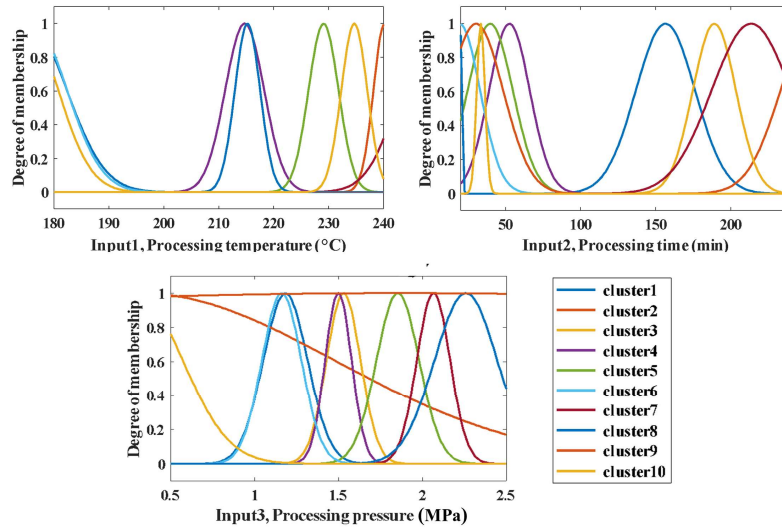 1
0.8
0.6
0.4
0.2
0
Degree of membership
180 190 200 210 220 230 240
Input1, Processing temperature (°C)
1
0.8
0.6
0.4
0.2
0
Degree of membership
50 100 150 200
Input2, Processing time (min)
1
0.8
0.6
0.4
0.2
0
Degree of membership
0.5 1 1.5 2 2.5
Input3, Processing pressure (MPa)
cluster1
cluster2
cluster3
cluster4
cluster5
cluster6
cluster7
cluster8
cluster9
cluster10